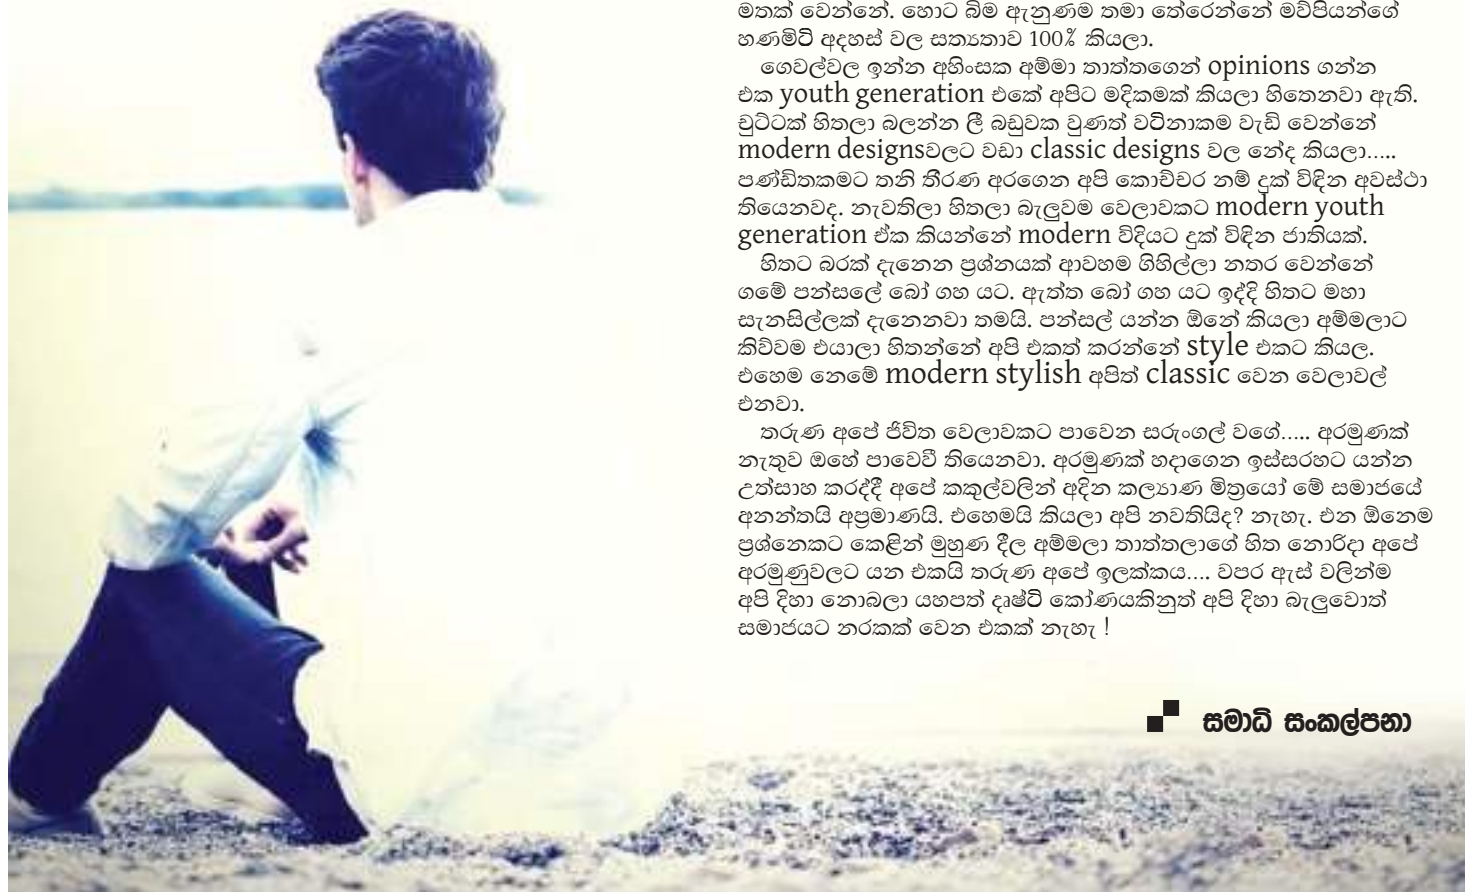 මතක් වෙන්නේ. හොට බිම ඇනුණම තමා තේරෙන්නේ මව්පියන්ගේ
හණමිටි අදහස් වල සත්‍යතාව 100% කියලා.
ගෙවල්වල ඉන්න අහිංසක අම්මා තාත්තගෙන් opinions ගන්න
එක youth generation එකේ අපිට මදිකමක් කියලා හිතෙනවා ඇති.
චුට්ටක් හිතලා බලන්න ලී බඩුවක වුණත් වටිනාකම වැඩි වෙන්නේ
modern designsවලට වඩා classic designs වල නේද කියලා.....
පණ්ඩිතකමට තනි තීරණ අරගෙන අපි කොච්චර නම් දුක් විඳින අවස්ථා
තියෙනවද. නැවතිලා හිතලා බැලුවම වෙලාවකට modern youth
generation ඒක කියන්නේ modern විදියට දුක් විඳින ජාතියක්.
හිතට බරක් දැනෙන ප්‍රශ්නයක් ආවහම ගිහිල්ලා නතර වෙන්නේ
ගමේ පන්සලේ බෝ ගහ යට. ඇත්ත බෝ ගහ යට ඉද්දි හිතට මහා
සැනසිල්ලක් දැනෙනවා තමයි. පන්සල් යන්න ඕනේ කියලා අම්මලාට
කිව්වම එයාලා හිතන්නේ අපි එකත් කරන්නේ style එකට කියල.
එහෙම නෙමේ modern stylish අපිත් classic වෙන වෙලාවල්
එනවා.
තරුණ අපේ ජීවිත වෙලාවකට පාවෙන සරුංගල් වගේ..... අරමුණක්
නැතුව ඔහේ පාවෙවී තියෙනවා. අරමුණක් හදාගෙන ඉස්සරහට යන්න
උත්සාහ කරද්දී අපේ කකුල්වලින් අදින කල්‍යාණ මිත්‍රයෝ මේ සමාජයේ
අනන්තයි අප්‍රමාණයි. එහෙමයි කියලා අපි නවතියිද? නැහැ. එන ඕනෙම
ප්‍රශ්නෙකට කෙළින් මුහුණ දීල අම්මලා තාත්තලාගේ හිත නොරිදා අපේ
අරමුණුවලට යන එකයි තරුණ අපේ ඉලක්කය.... වපර ඇස් වලින්ම
අපි දිහා නොබලා යහපත් දෘෂ්ටි කෝණයකිනුත් අපි දිහා බැලුවොත්
සමාජයට නරකක් වෙන එකක් නැහැ !
සමාධි සංකල්පනා